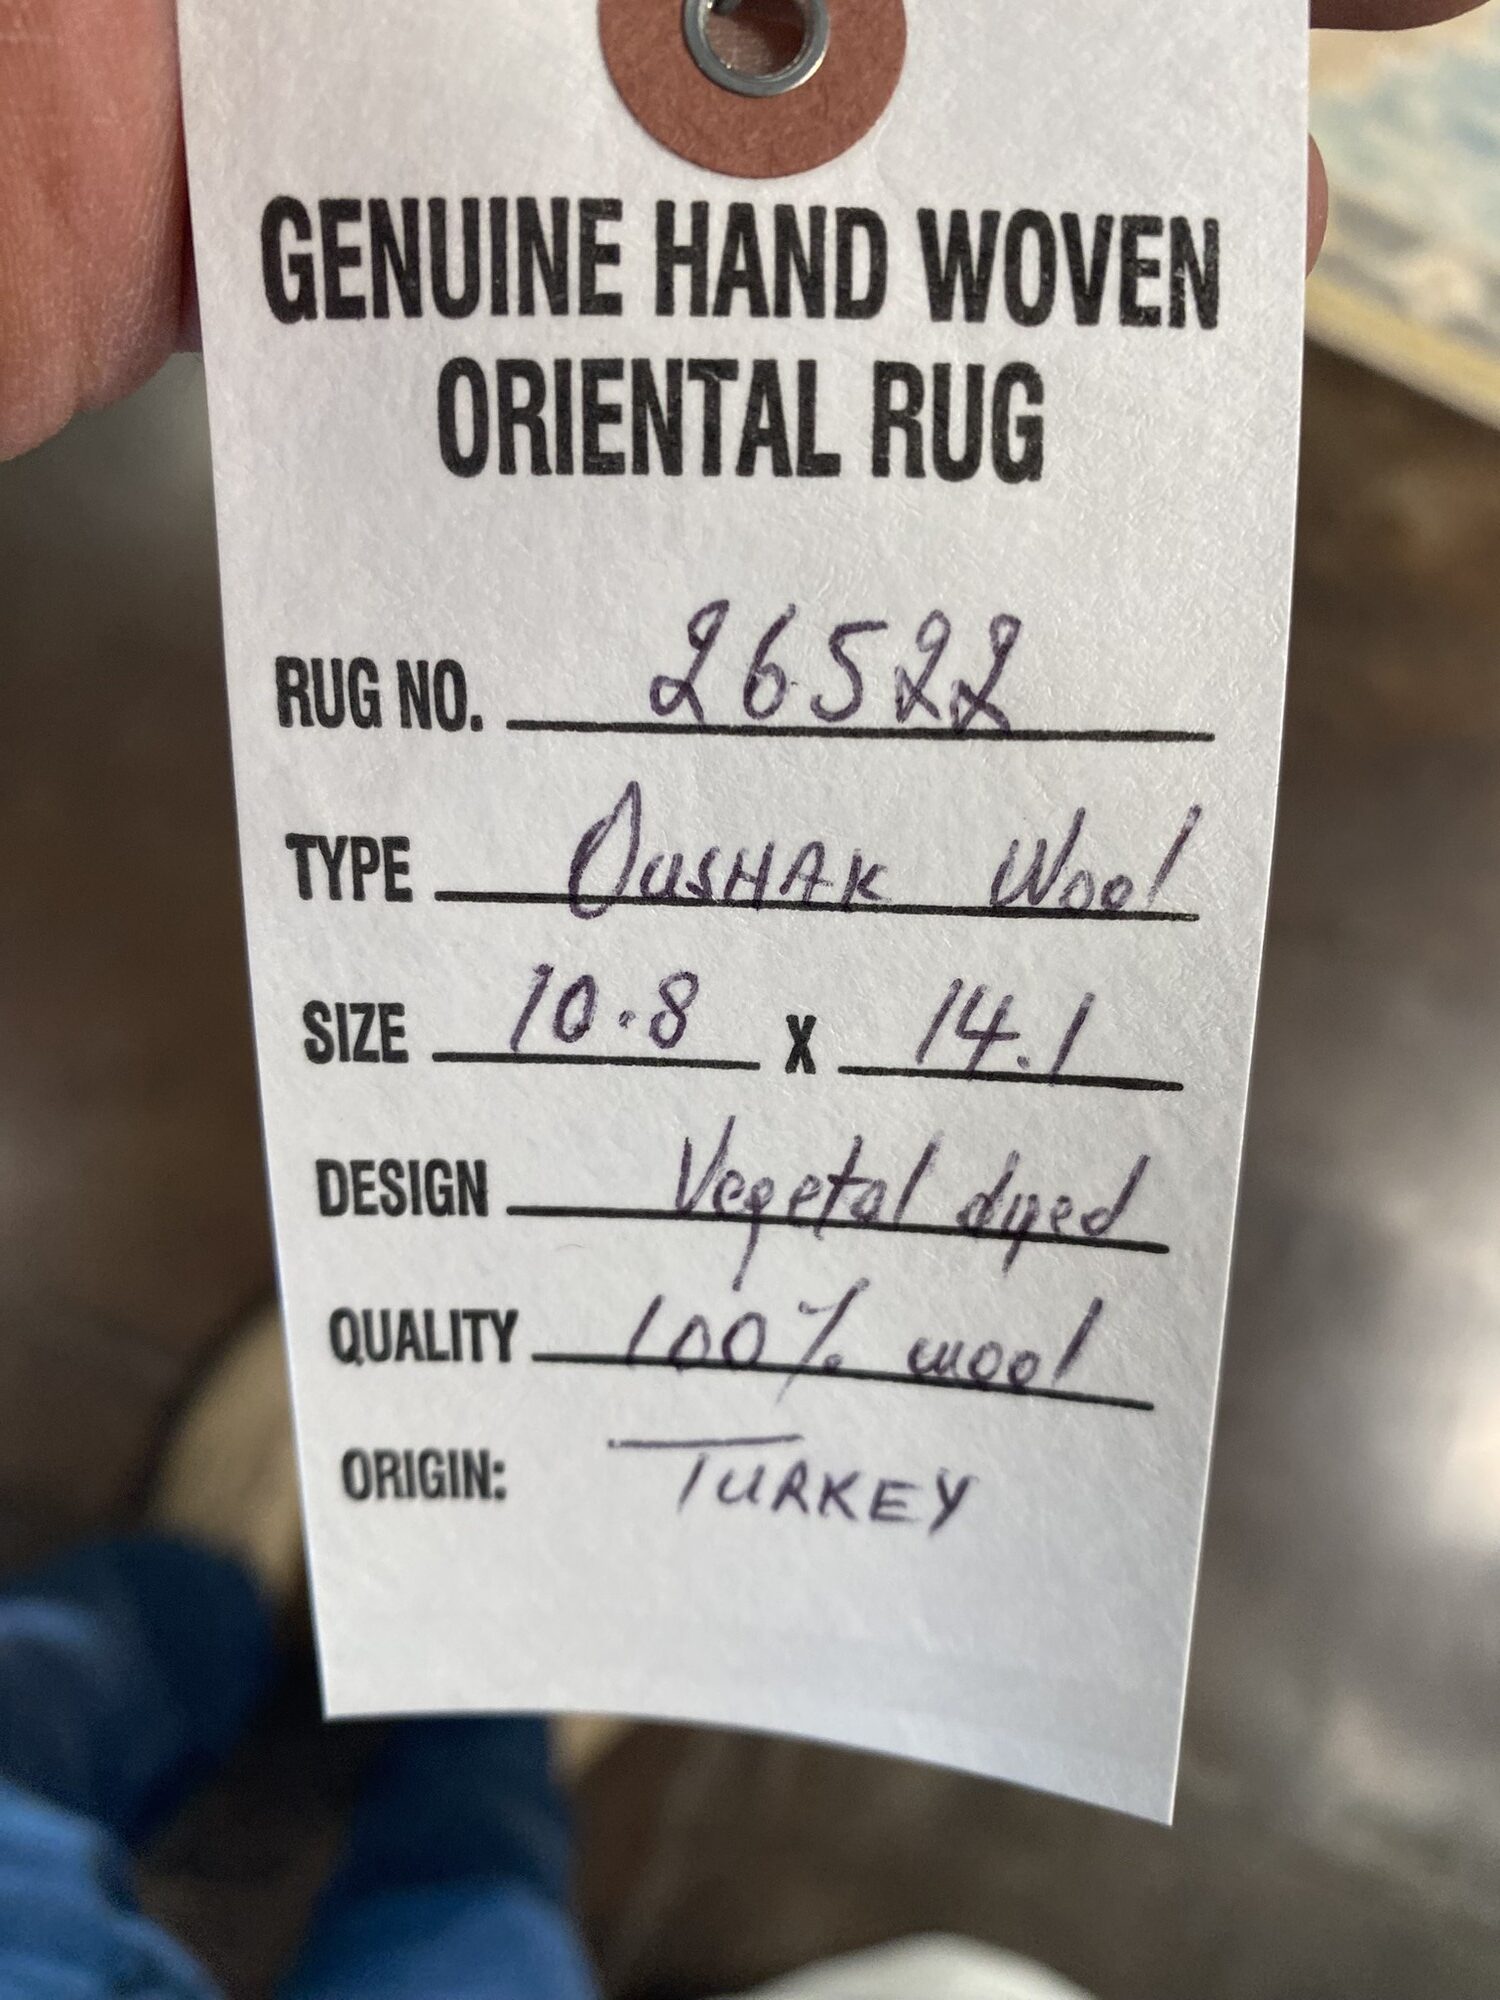 GENUINE HAND WOVEN
ORIENTAL RUG
RUG NO. 26522
TYPE OUSHAK Wool
SIZE 10.8 X 14.1
DESIGN Vegetal dyed
QUALITY 100% wool
ORIGIN: TURKEY